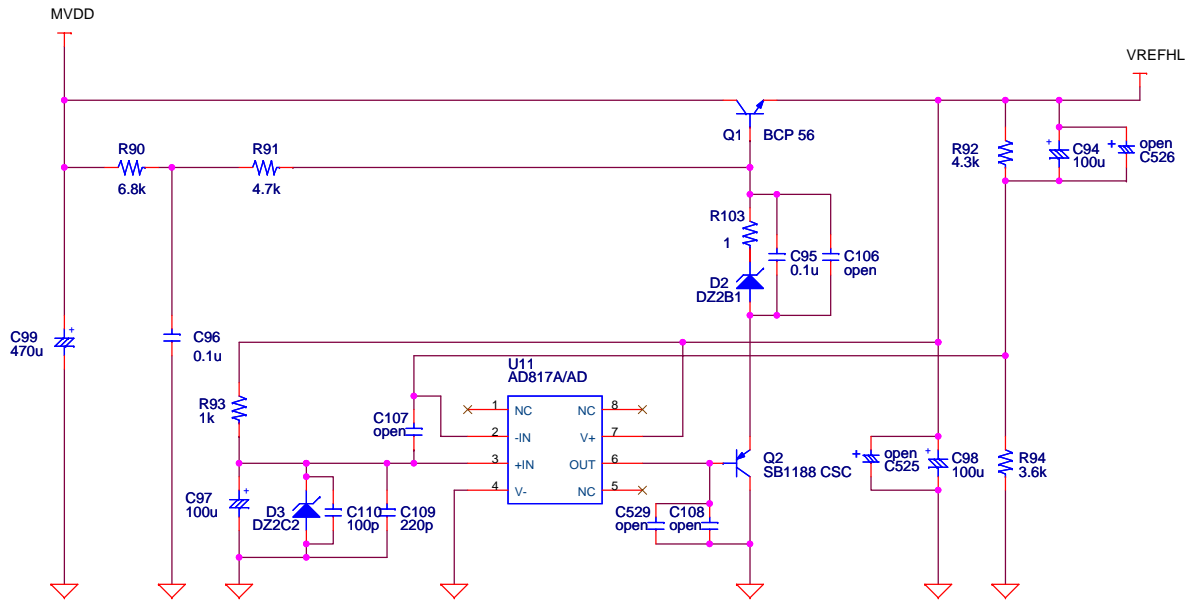 MVDD
VREFHL
Q1
BCP 56
R90
6.8k
R91
4.7k
R92
4.3k
+
C94
100u
+
open
C526
R103
1
D2
DZ2B1
C95
0.1u
C106
open
C99
470u
+
C96
0.1u
U11
AD817A/AD
R93
1k
C107
open
1
NC
2
-IN
3
+IN
4
V-
NC
8
V+
7
OUT
6
NC
5
Q2
SB1188 CSC
+
open
C525
+
C98
100u
R94
3.6k
C97
100u
+
D3
DZ2C2
C110
100p
C109
220p
C529
open
C108
open